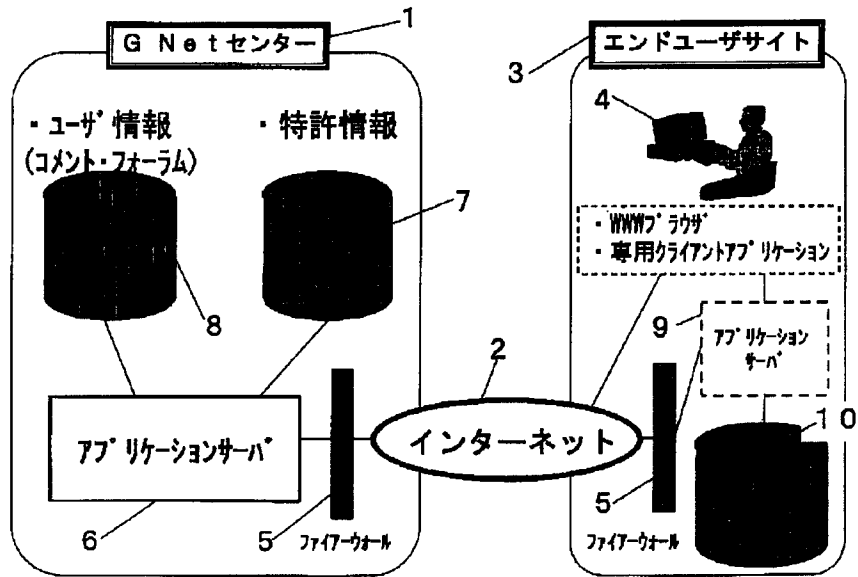 1
ＧＮｅｔセンター
・ユーザ情報
(コメント・フォーラム)
・特許情報
7
8
アプリケーションサーバ
6
5
ファイアーウォール
2
インターネット
3
エンドユーザサイト
4
・WWWブラウザ
・専用クライアントアプリケーション
9
アプリケーション
サーバ
10
5
ファイアーウォール